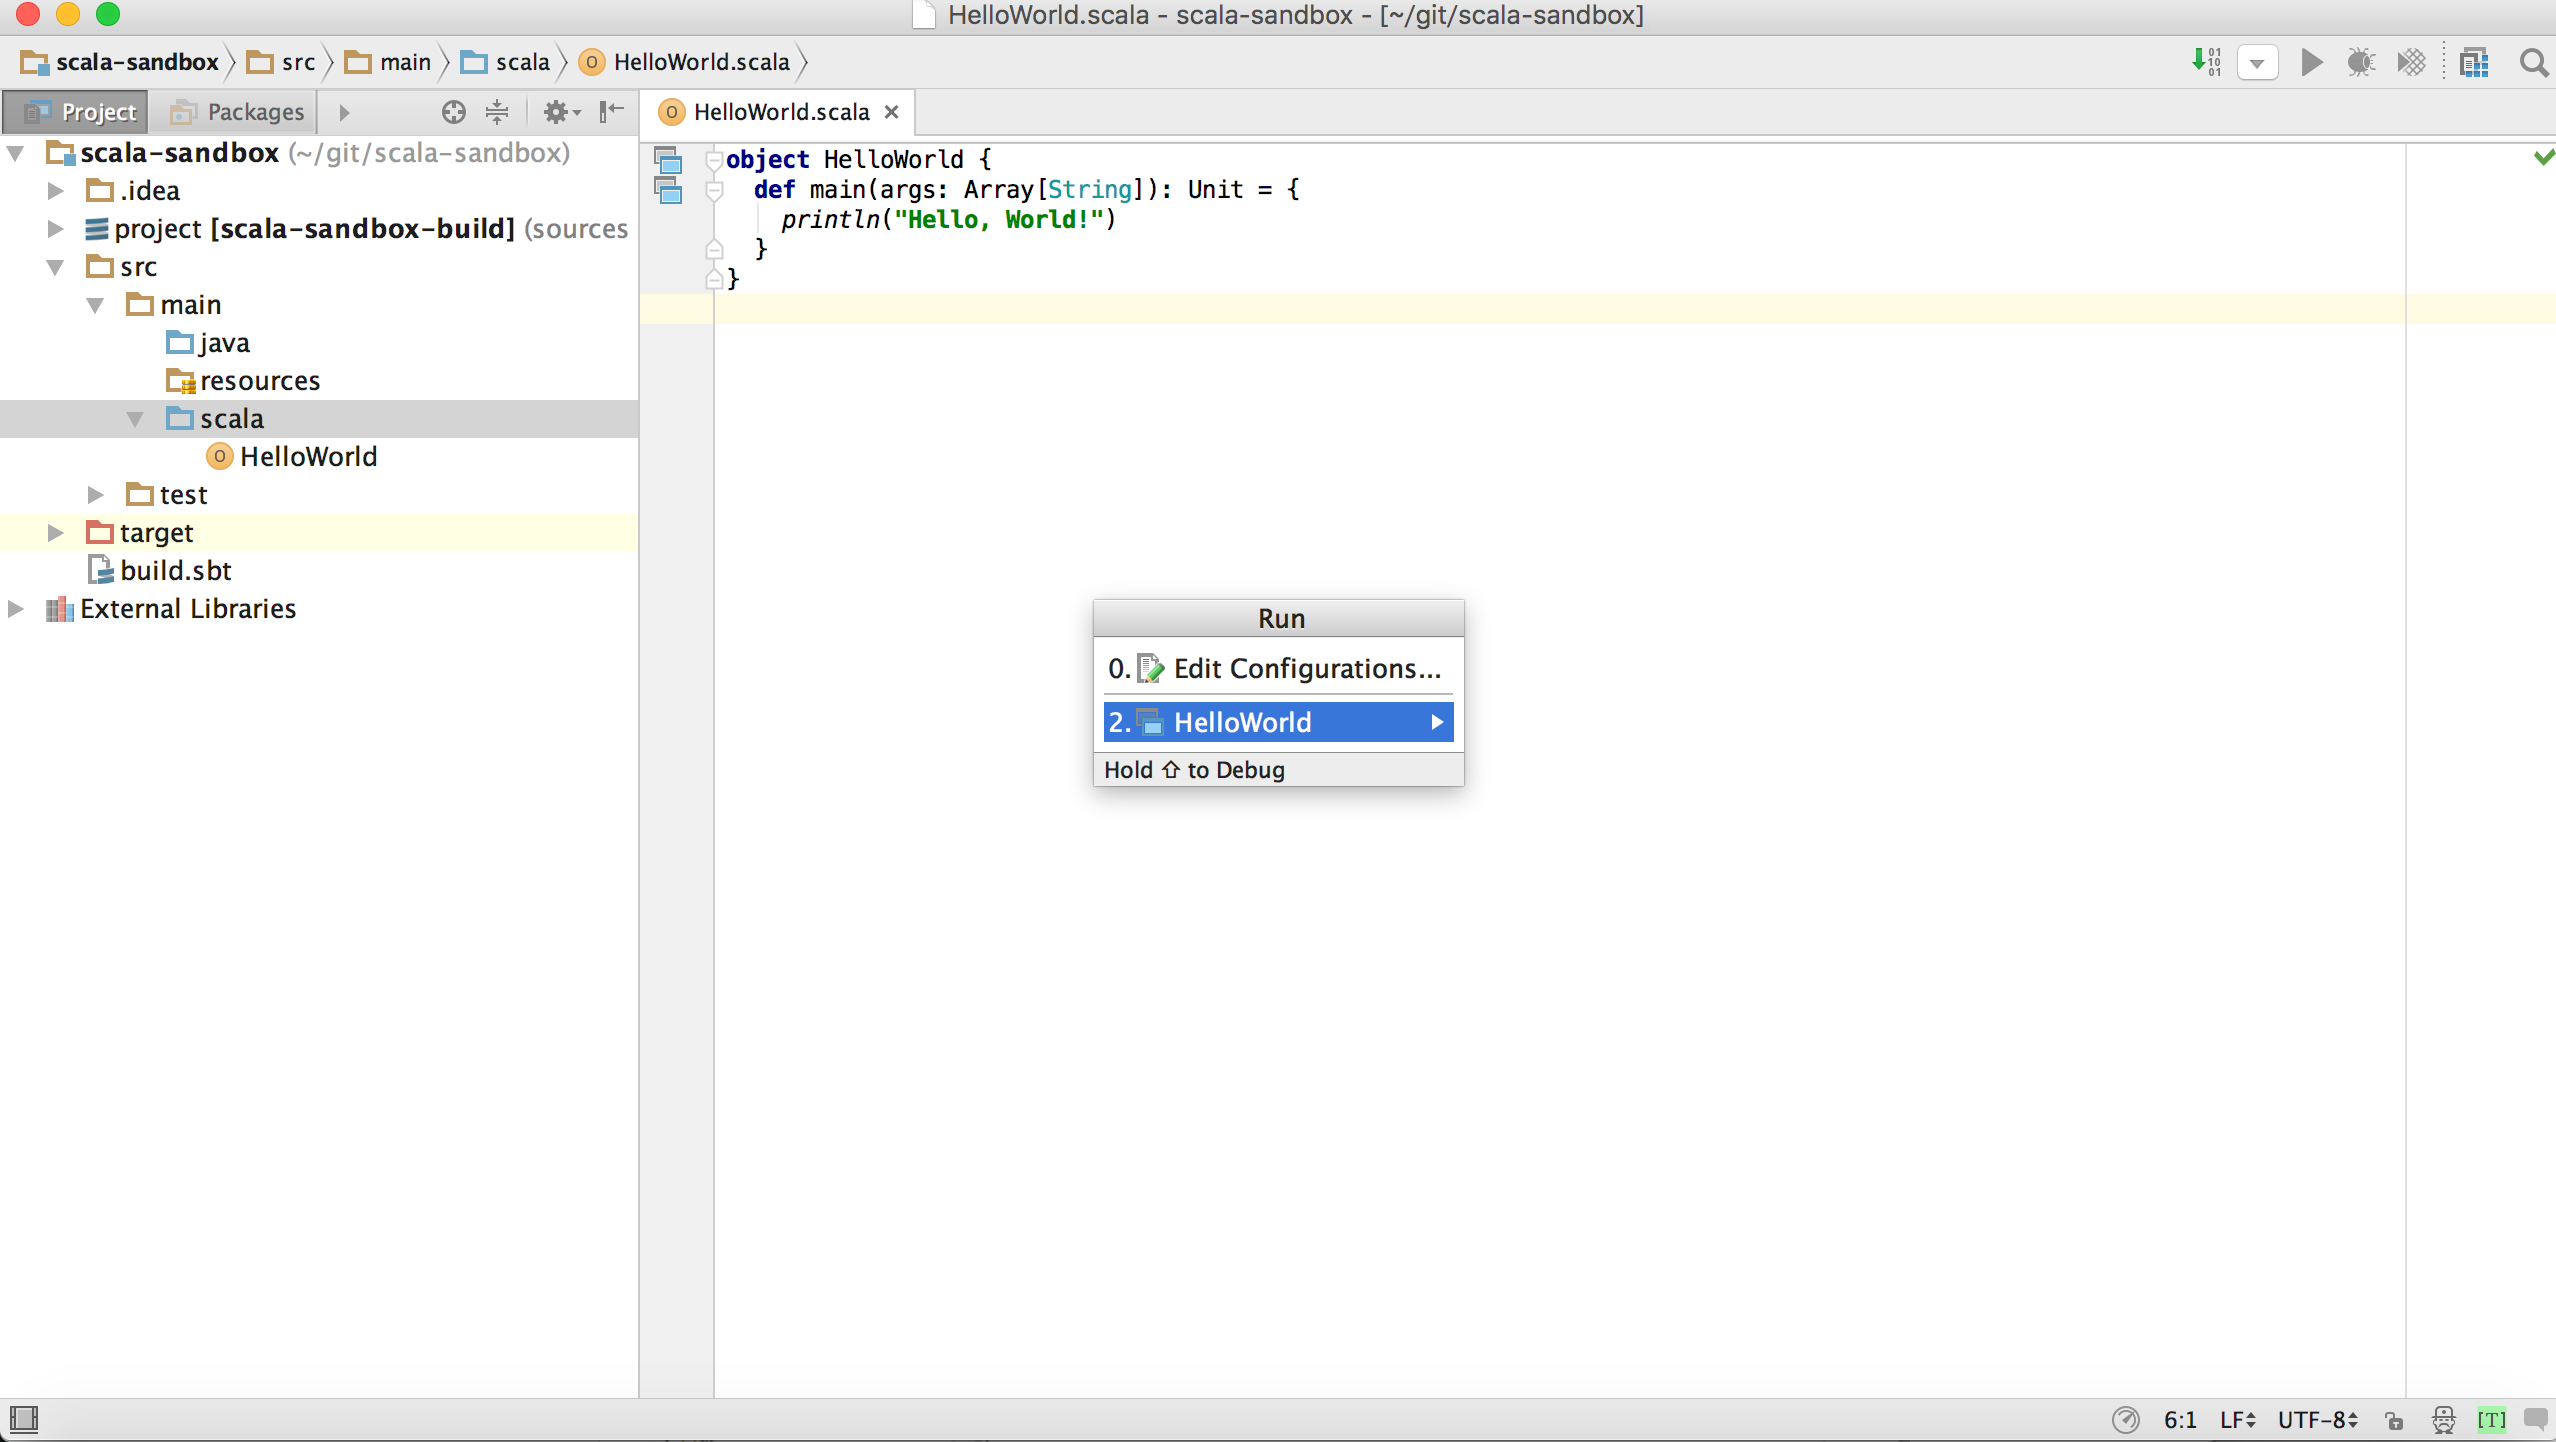 HelloWorld.scala - scala-sandbox - [~/git/scala-sandbox]
scala-sandbox src main scala HelloWorld.scala
Project Packages
HelloWorld.scala
scala-sandbox (~/git/scala-sandbox)
.idea
project [scala-sandbox-build] (sources
src
main
java
resources
scala
HelloWorld
test
target
build.sbt
External Libraries
object HelloWorld {
def main(args: Array[String]): Unit = {
println("Hello, World!")
}
}
Run
0. Edit Configurations...
2. HelloWorld
Hold ⇧ to Debug
6:1 LF UTF-8 [T]